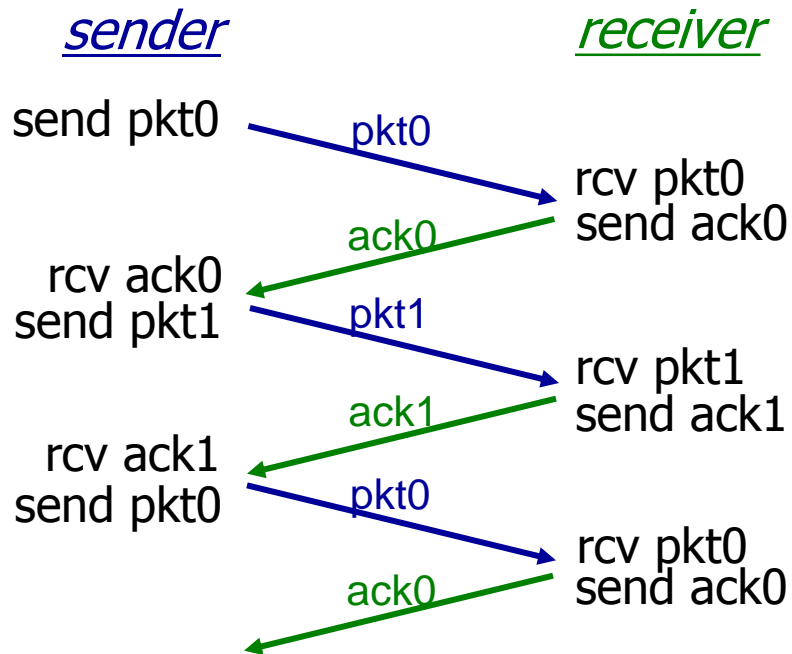 sender
receiver
send pkt0
pkt0
rcv pkt0
send ack0
ack0
rcv ack0
send pkt1
pkt1
rcv pkt1
send ack1
ack1
rcv ack1
send pkt0
pkt0
rcv pkt0
send ack0
ack0